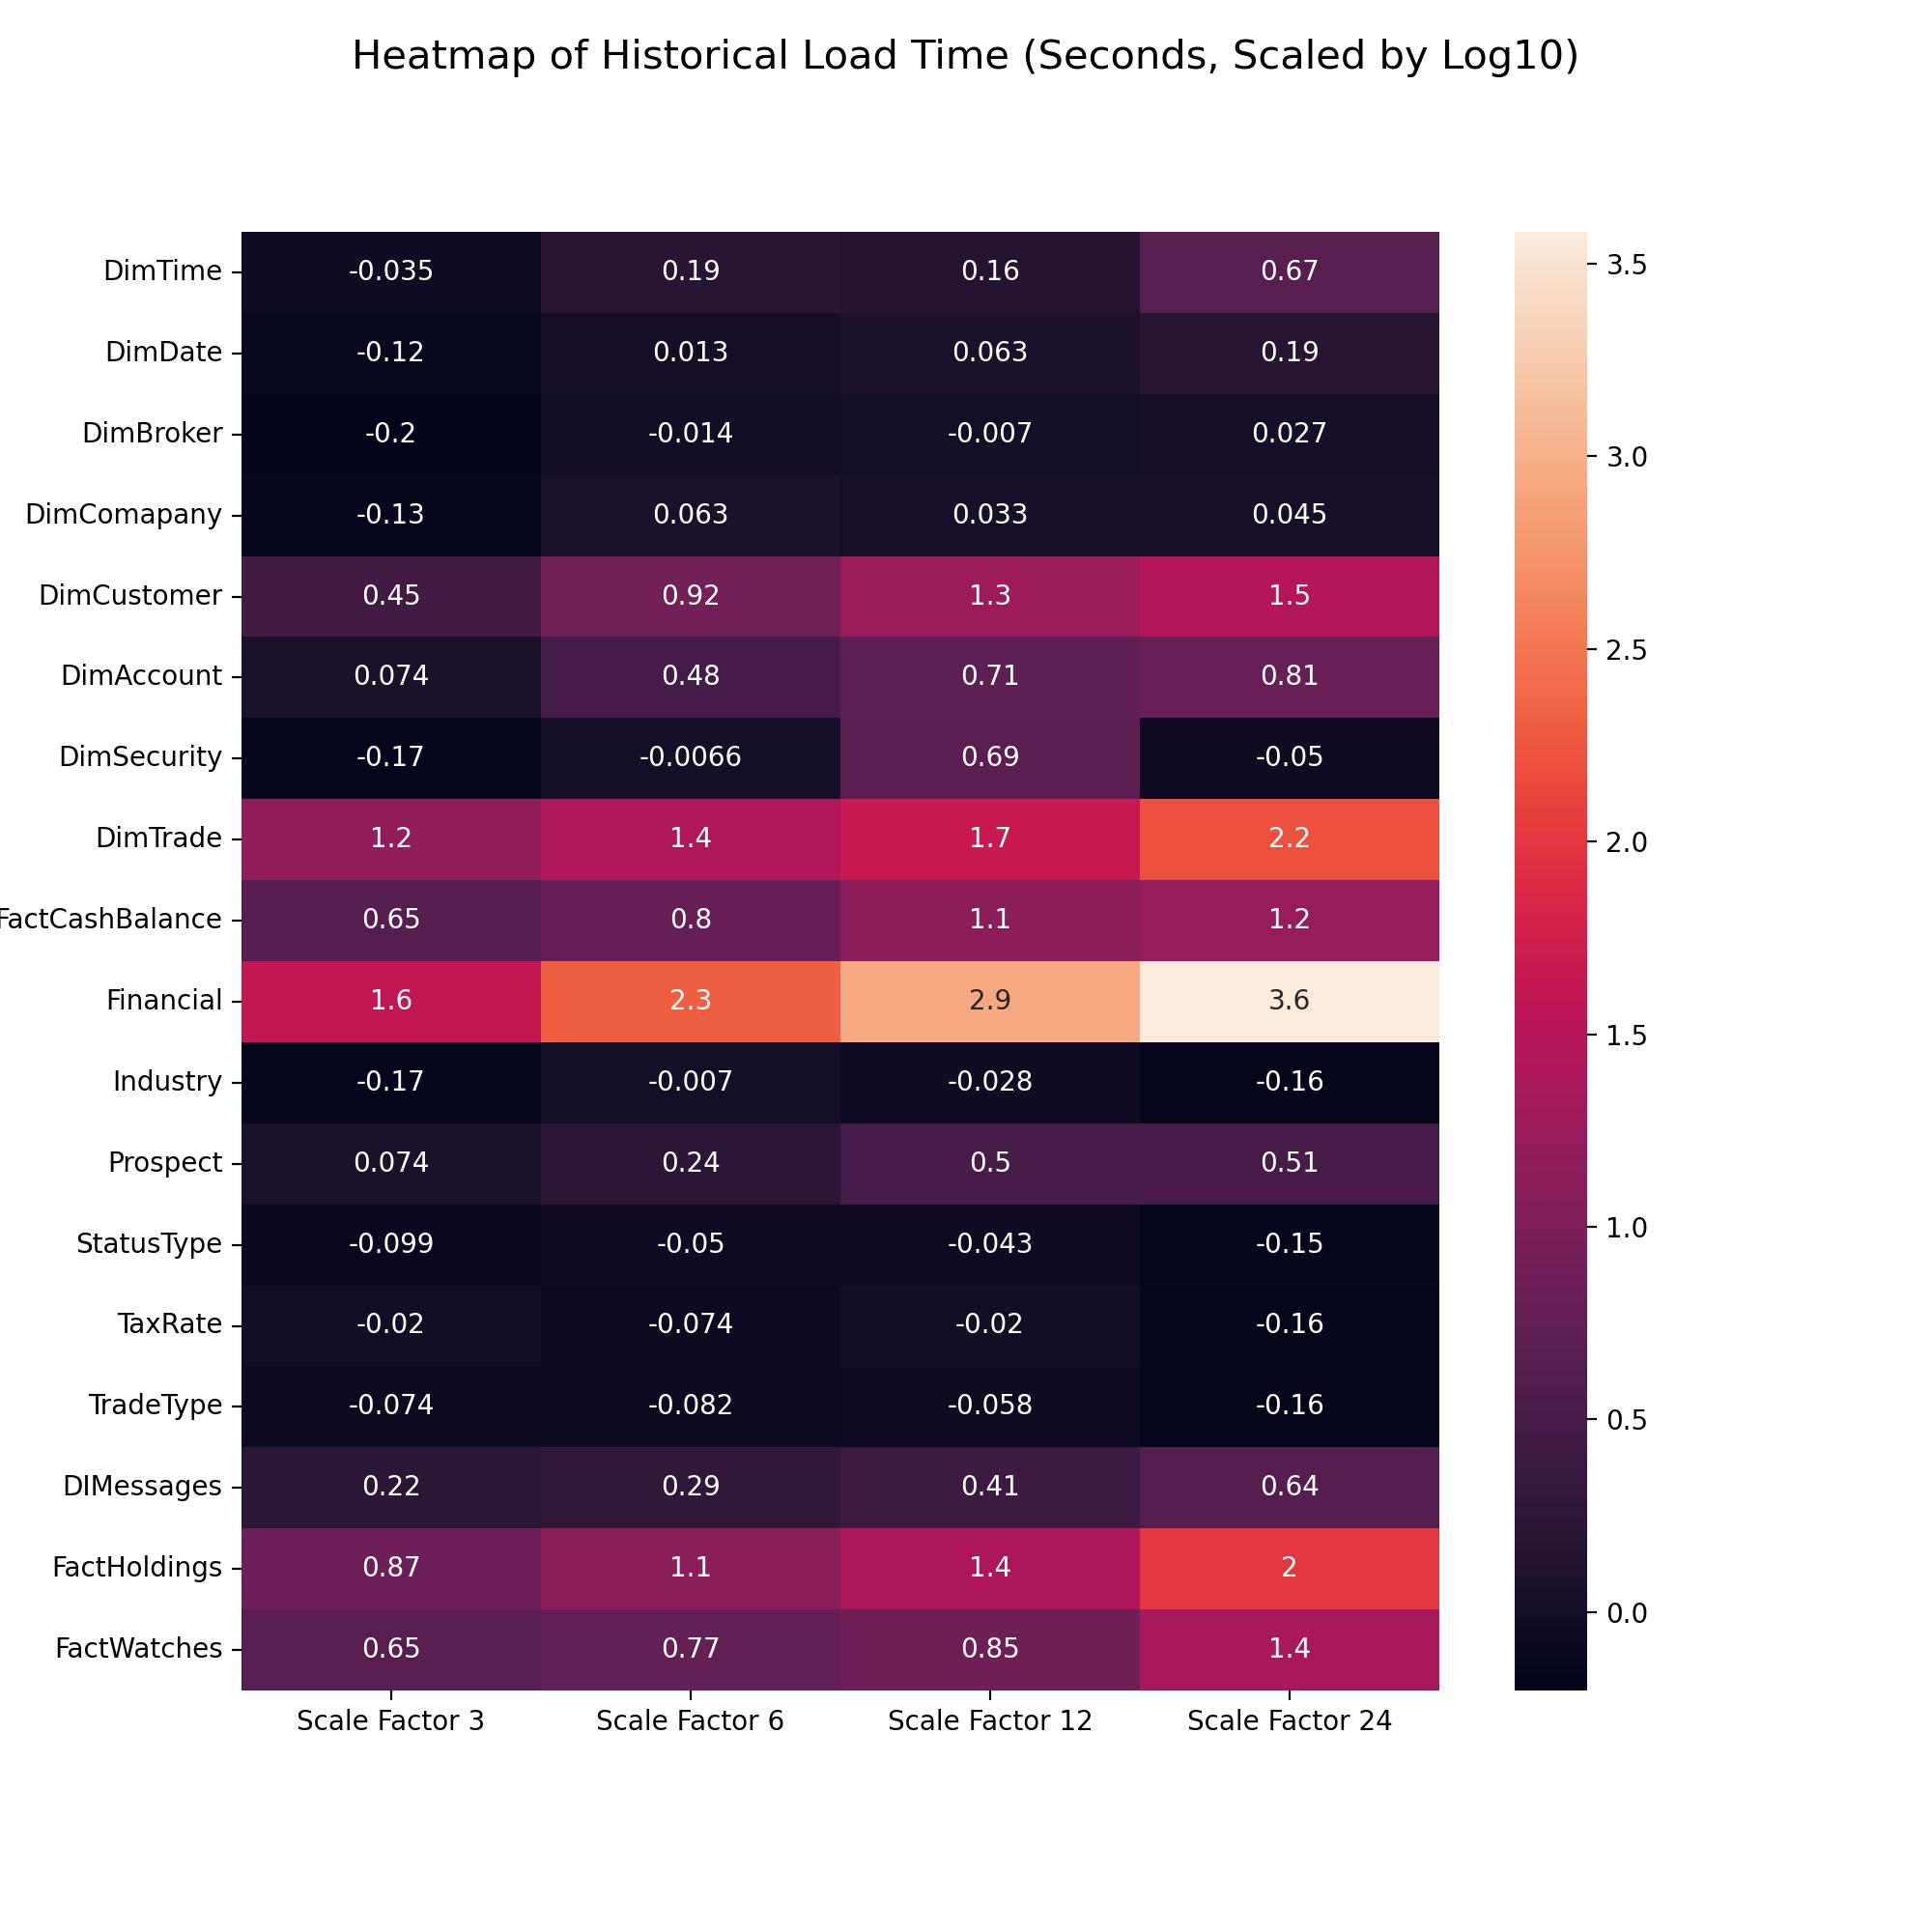 Heatmap of Historical Load Time (Seconds, Scaled by Log10)
DimTime -0.035 0.19 0.16 0.67
DimDate -0.12 0.013 0.063 0.19
DimBroker -0.2 -0.014 -0.007 0.027
DimComapany -0.13 0.063 0.033 0.045
DimCustomer 0.45 0.92 1.3 1.5
DimAccount 0.074 0.48 0.71 0.81
DimSecurity -0.17 -0.0066 0.69 -0.05
DimTrade 1.2 1.4 1.7 2.2
FactCashBalance 0.65 0.8 1.1 1.2
Financial 1.6 2.3 2.9 3.6
Industry -0.17 -0.007 -0.028 -0.16
Prospect 0.074 0.24 0.5 0.51
StatusType -0.099 -0.05 -0.043 -0.15
TaxRate -0.02 -0.074 -0.02 -0.16
TradeType -0.074 -0.082 -0.058 -0.16
DIMessages 0.22 0.29 0.41 0.64
FactHoldings 0.87 1.1 1.4 2
FactWatches 0.65 0.77 0.85 1.4
Scale Factor 3 Scale Factor 6 Scale Factor 12 Scale Factor 24
3.5
3.0
2.5
2.0
1.5
1.0
0.5
0.0